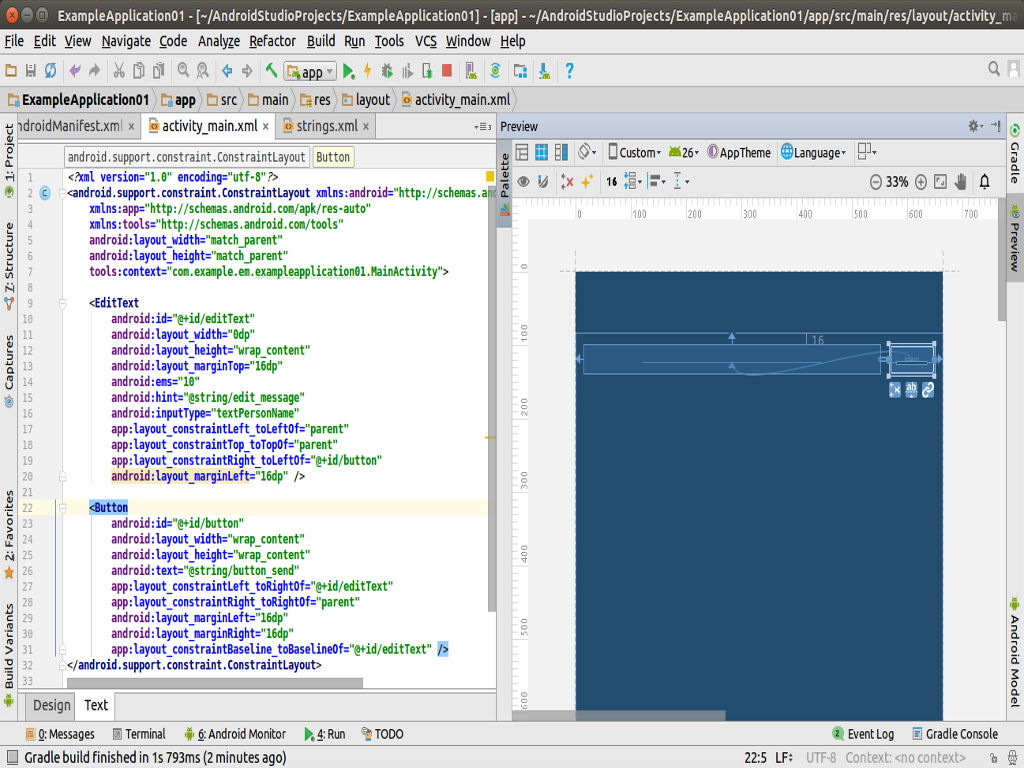 ExampleApplication01 - [~/AndroidStudioProjects/ExampleApplication01] - [app] - ~/AndroidStudioProjects/ExampleApplication01/app/src/main/res/layout/activity_ma
File Edit View Navigate Code Analyze Refactor Build Run Tools VCS Window Help
app
ExampleApplication01 app src main res layout activity_main.xml
ndroidManifest.xml × activity_main.xml × strings.xml × Preview
android.support.constraint.ConstraintLayout Button
Custom 26 AppTheme Language
16 33%
1: Project
Z: Structure
Captures
2: Favorites
Build Variants
1 <?xml version="1.0" encoding="utf-8"?>
2 C <android.support.constraint.ConstraintLayout xmlns:android="http://schemas.and
3 xmlns:app="http://schemas.android.com/apk/res-auto"
4 xmlns:tools="http://schemas.android.com/tools"
5 android:layout_width="match_parent"
6 android:layout_height="match_parent"
7 tools:context="com.example.em.exampleapplication01.MainActivity">
8
9 <EditText
10 android:id="@+id/editText"
11 android:layout_width="0dp"
12 android:layout_height="wrap_content"
13 android:layout_marginTop="16dp"
14 android:ems="10"
15 android:hint="@string/edit_message"
16 android:inputType="textPersonName"
17 app:layout_constraintLeft_toLeftOf="parent"
18 app:layout_constraintTop_toTopOf="parent"
19 app:layout_constraintRight_toLeftOf="@+id/button"
20 android:layout_marginLeft="16dp" />
21
22 <Button
23 android:id="@+id/button"
24 android:layout_width="wrap_content"
25 android:layout_height="wrap_content"
26 android:text="@string/button_send"
27 app:layout_constraintLeft_toRightOf="@+id/editText"
28 app:layout_constraintRight_toRightOf="parent"
29 android:layout_marginLeft="16dp"
30 android:layout_marginRight="16dp"
31 app:layout_constraintBaseline_toBaselineOf="@+id/editText" />
32 </android.support.constraint.ConstraintLayout>
33
Palette
0 100 200 300 400 500 600 700
0
100
200
300
400
500
600
16
ab
Gradle
Preview
Android Model
Design Text
0: Messages Terminal 6: Android Monitor 4: Run TODO 2 Event Log Gradle Console
Gradle build finished in 1s 793ms (2 minutes ago) 22:5 LF÷ UTF-8 Context: <no context>